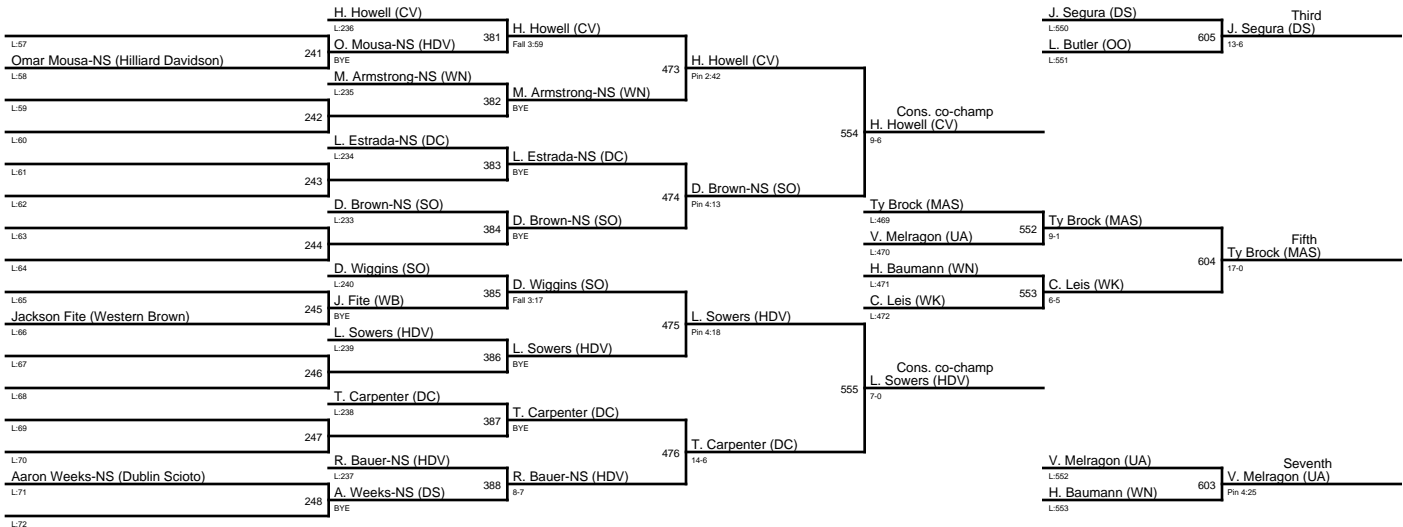 L:57
Omar Mousa-NS (Hilliard Davidson)
L:58
L:59
L:60
L:61
L:62
L:63
L:64
L:65
Jackson Fite (Western Brown)
L:66
L:67
L:68
L:69
L:70
Aaron Weeks-NS (Dublin Scioto)
L:71
L:72
241
242
243
244
245
246
247
248
H. Howell (CV)
L:236
O. Mousa-NS (HDV)
BYE
M. Armstrong-NS (WN)
L:235
L. Estrada-NS (DC)
L:234
D. Brown-NS (SO)
L:233
D. Wiggins (SO)
L:240
J. Fite (WB)
BYE
L. Sowers (HDV)
L:239
T. Carpenter (DC)
L:238
R. Bauer-NS (HDV)
L:237
A. Weeks-NS (DS)
BYE
381
382
383
384
385
386
387
388
H. Howell (CV)
Fall 3:59
M. Armstrong-NS (WN)
BYE
L. Estrada-NS (DC)
BYE
D. Brown-NS (SO)
BYE
D. Wiggins (SO)
Fall 3:17
L. Sowers (HDV)
BYE
T. Carpenter (DC)
BYE
R. Bauer-NS (HDV)
8-7
473
474
475
476
H. Howell (CV)
Pin 2:42
D. Brown-NS (SO)
Pin 4:13
L. Sowers (HDV)
Pin 4:18
T. Carpenter (DC)
14-6
554
555
Cons. co-champ
H. Howell (CV)
9-6
Cons. co-champ
L. Sowers (HDV)
7-0
Ty Brock (MAS)
L:469
V. Melragon (UA)
L:470
H. Baumann (WN)
L:471
C. Leis (WK)
L:472
552
553
Ty Brock (MAS)
9-1
C. Leis (WK)
6-5
604
Fifth
Ty Brock (MAS)
17-0
J. Segura (DS)
L:550
L. Butler (OO)
L:551
605
Third
J. Segura (DS)
13-6
V. Melragon (UA)
L:552
H. Baumann (WN)
L:553
603
Seventh
V. Melragon (UA)
Pin 4:25